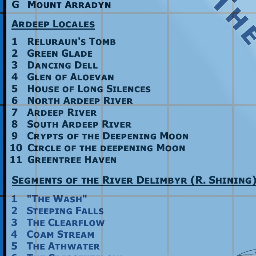 G Mount Arradyn
THE
Ardeep Locales
1 Reluraun's Tomb
2 Green Glade
3 Dancing Dell
4 Glen of Aloevan
5 House of Long Silences
6 North Ardeep River
7 Ardeep River
8 South Ardeep River
9 Crypts of the Deepening Moon
10 Circle of the deepening Moon
11 Greentree Haven
Segments of the River Delimbyr (R. Shining)
1 "The Wash"
2 Steeping Falls
3 The Clearflow
4 Coam Stream
5 The Athwater